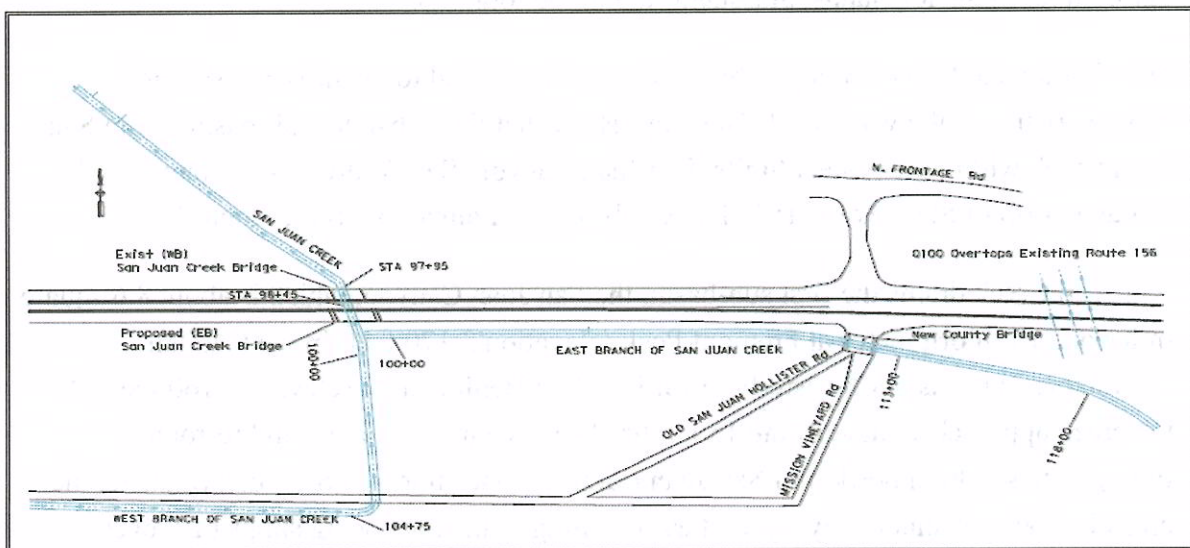 N. FRONTAGE Rd
SAN JUAN CREEK
Exist (WB)
San Juan Creek Bridge
STA 97+95
Q100 Overtops Existing Route 156
STA 98+45
Proposed (EB)
San Juan Creek Bridge
100+00
100+00
EAST BRANCH OF SAN JUAN CREEK
New County Bridge
OLD SAN JUAN HOLLISTER Rd
MISSION VINEYARD Rd
113+00
118+00
WEST BRANCH OF SAN JUAN CREEK
104+75